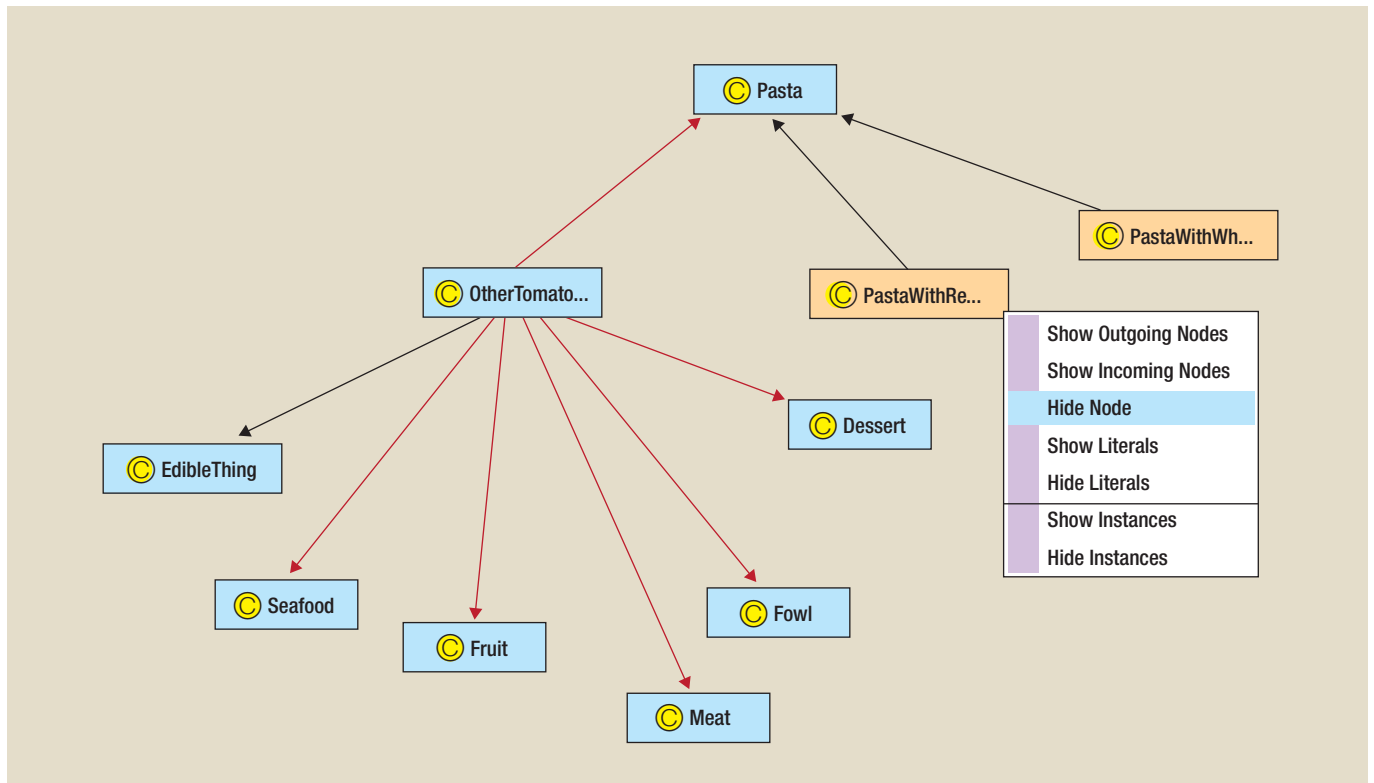 C Pasta
C PastaWithWh...
C OtherTomato...
C PastaWithRe...
Show Outgoing Nodes
Show Incoming Nodes
Hide Node
Show Literals
Hide Literals
Show Instances
Hide Instances
C Dessert
C EdibleThing
C Seafood
C Fowl
C Fruit
C Meat